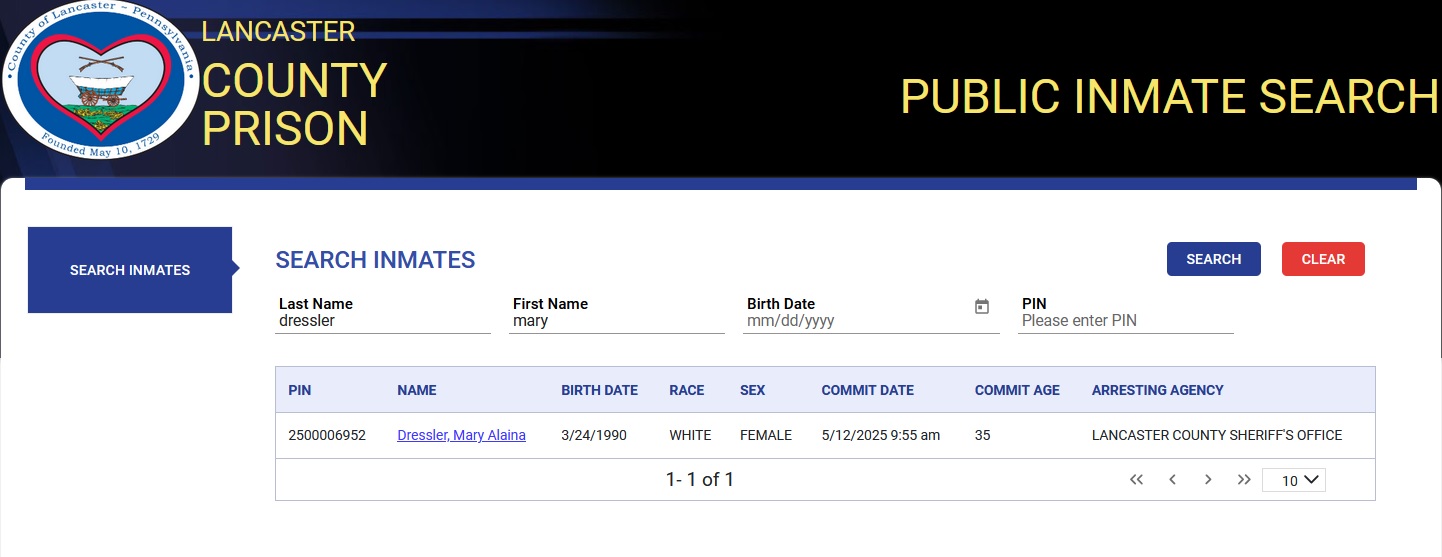 County of Lancaster – Pennsylvania
Founded May 10, 1729
LANCASTER
COUNTY
PRISON
PUBLIC INMATE SEARCH
SEARCH INMATES
SEARCH INMATES
SEARCH
CLEAR
Last Name
dressler
First Name
mary
Birth Date
mm/dd/yyyy
PIN
Please enter PIN
PIN NAME BIRTH DATE RACE SEX COMMIT DATE COMMIT AGE ARRESTING AGENCY
2500006952 Dressler, Mary Alaina 3/24/1990 WHITE FEMALE 5/12/2025 9:55 am 35 LANCASTER COUNTY SHERIFF'S OFFICE
1- 1 of 1
10